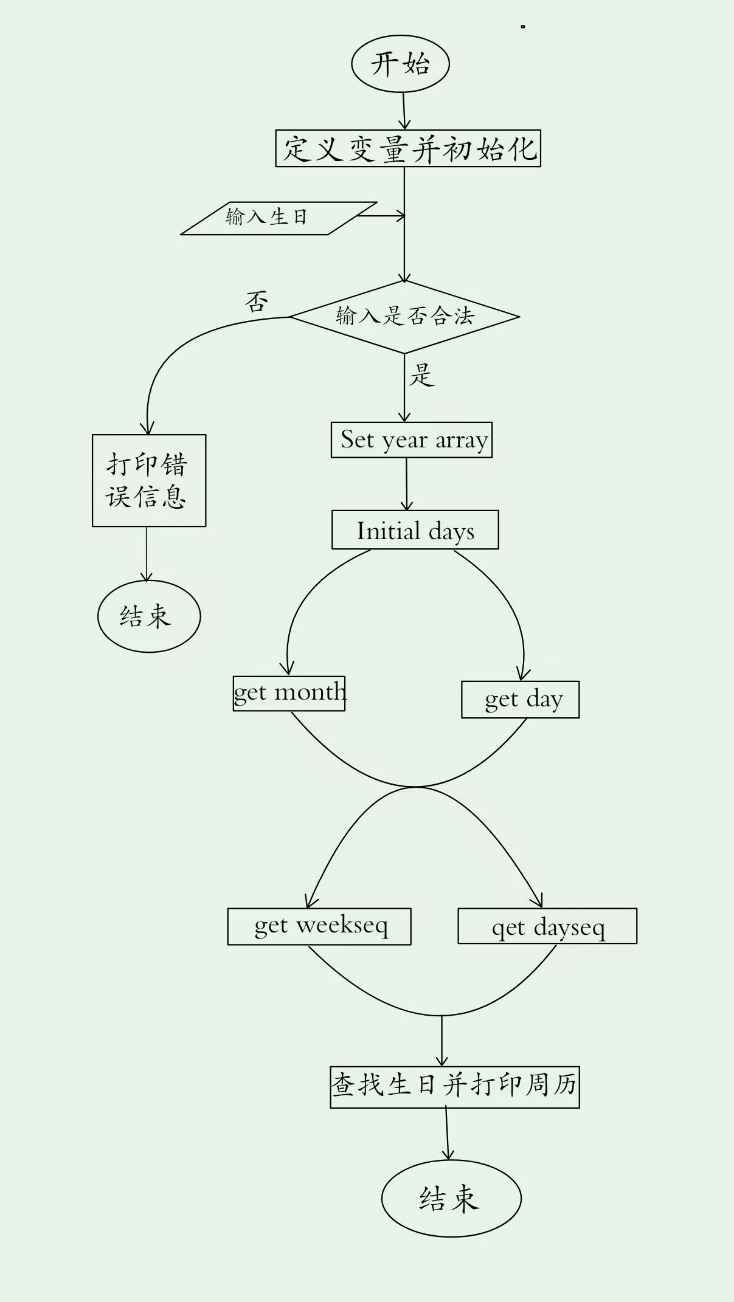 开始
定义变量并初始化
输入生日
否
输入是否合法
是
Set year array
打印错
误信息
Initial days
结束
get month
get day
get weekseq
qet dayseq
查找生日并打印周历
结束